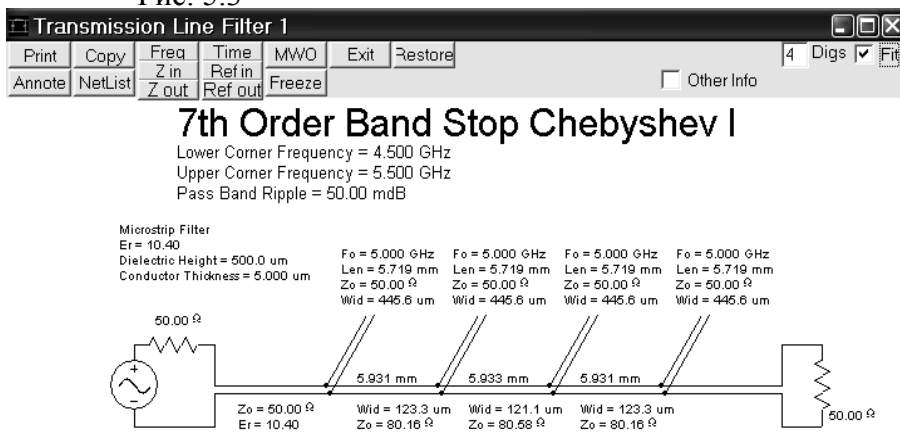 Рис. 5.5
Transmission Line Filter 1
Print Copy Freq Time MWO Exit Restore 4 Digs Fit
Z in Ref in
Annote NetList Z out Ref out Freeze Other Info
7th Order Band Stop Chebyshev I
Lower Corner Frequency = 4.500 GHz
Upper Corner Frequency = 5.500 GHz
Pass Band Ripple = 50.00 mdB
Microstrip Filter
Er = 10.40
Dielectric Height = 500.0 um
Conductor Thickness = 5.000 um
Fo = 5.000 GHz Fo = 5.000 GHz Fo = 5.000 GHz Fo = 5.000 GHz
Len = 5.719 mm Len = 5.719 mm Len = 5.719 mm Len = 5.719 mm
Zo = 50.00 Ω Zo = 50.00 Ω Zo = 50.00 Ω Zo = 50.00 Ω
Wid = 445.6 um Wid = 445.6 um Wid = 445.6 um Wid = 445.6 um
50.00 Ω
5.931 mm 5.933 mm 5.931 mm
Zo = 50.00 Ω Wid = 123.3 um Wid = 121.1 um Wid = 123.3 um
Er = 10.40 Zo = 80.16 Ω Zo = 80.58 Ω Zo = 80.16 Ω
50.00 Ω